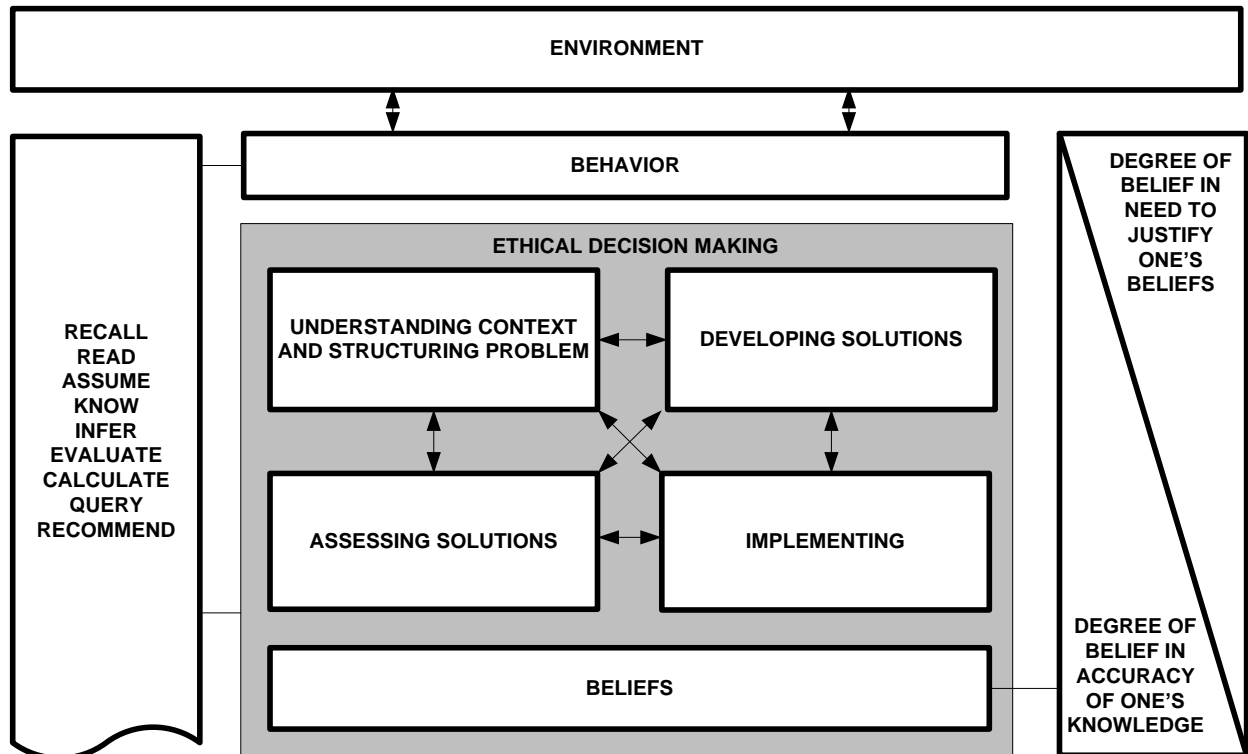 ENVIRONMENT
BEHAVIOR
RECALL
READ
ASSUME
KNOW
INFER
EVALUATE
CALCULATE
QUERY
RECOMMEND
ETHICAL DECISION MAKING
UNDERSTANDING CONTEXT
AND STRUCTURING PROBLEM
DEVELOPING SOLUTIONS
ASSESSING SOLUTIONS
IMPLEMENTING
BELIEFS
DEGREE OF
BELIEF IN
NEED TO
JUSTIFY
ONE'S
BELIEFS
DEGREE OF
BELIEF IN
ACCURACY
OF ONE'S
KNOWLEDGE